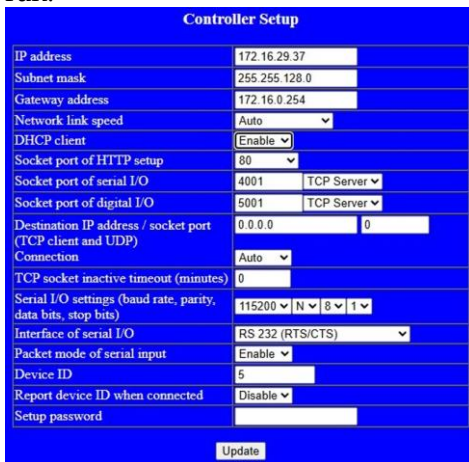 Controller Setup
IP address 172.16.29.37
Subnet mask 255.255.128.0
Gateway address 172.16.0.254
Network link speed Auto
DHCP client Enable
Socket port of HTTP setup 80
Socket port of serial I/O 4001 TCP Server
Socket port of digital I/O 5001 TCP Server
Destination IP address / socket port 0.0.0.0 0
(TCP client and UDP)
Connection Auto
TCP socket inactive timeout (minutes) 0
Serial I/O settings (baud rate, parity, 115200 N 8 1
data bits, stop bits)
Interface of serial I/O RS 232 (RTS/CTS)
Packet mode of serial input Enable
Device ID 5
Report device ID when connected Disable
Setup password
Update